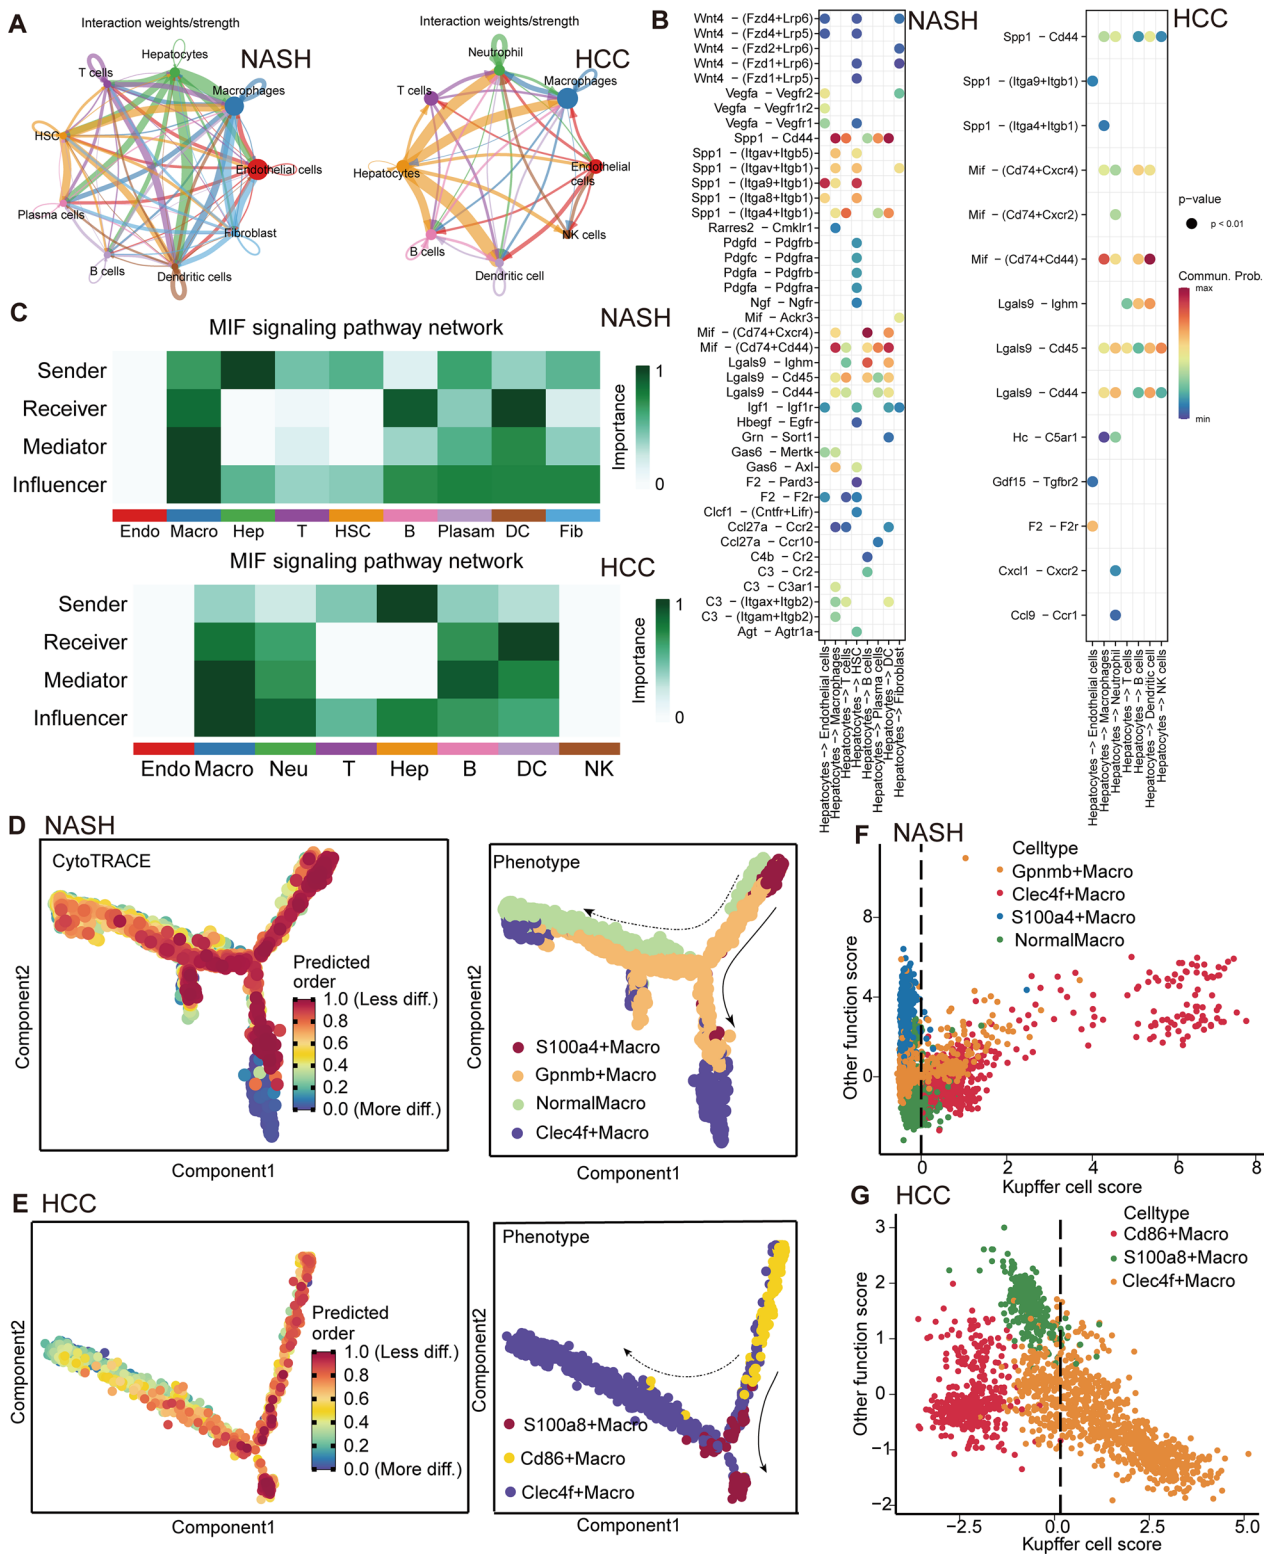 A
Interaction weights/strength
NASH
Hepatocytes
T cells
Macrophages
HSC
Endothelial cells
Plasma cells
Fibroblast
B cells
Dendritic cells
Interaction weights/strength
HCC
Neutrophil
Macrophages
T cells
Hepatocytes
Endothelial
cells
B cells
NK cells
Dendritic cell
B
NASH
Wnt4 − (Fzd4+Lrp6)
Wnt4 − (Fzd4+Lrp5)
Wnt4 − (Fzd2+Lrp6)
Wnt4 − (Fzd1+Lrp6)
Wnt4 − (Fzd1+Lrp5)
Vegfa − Vegfr2
Vegfa − Vegfr1r2
Vegfa − Vegfr1
Spp1 − Cd44
Spp1 − (Itgav+Itgb5)
Spp1 − (Itgav+Itgb1)
Spp1 − (Itga9+Itgb1)
Spp1 − (Itga8+Itgb1)
Spp1 − (Itga4+Itgb1)
Rarres2 − Cmklr1
Pdgfd − Pdgfrb
Pdgfc − Pdgfra
Pdgfa − Pdgfrb
Pdgfa − Pdgfra
Ngf − Ngfr
Mif − Ackr3
Mif − (Cd74+Cxcr4)
Mif − (Cd74+Cd44)
Lgals9 − Ighm
Lgals9 − Cd45
Lgals9 − Cd44
Igf1 − Igf1r
Hbegf − Egfr
Grn − Sort1
Gas6 − Mertk
Gas6 − Axl
F2 − Pard3
F2 − F2r
Clcf1 − (Cntfr+Lifr)
Ccl27a − Ccr2
Ccl27a − Ccr10
C4b − Cr2
C3 − Cr2
C3 − C3ar1
C3 − (Itgax+Itgb2)
C3 − (Itgam+Itgb2)
Agt − Agtr1a
Hepatocytes −> Endothelial cells
Hepatocytes −> Macrophages
Hepatocytes −> T cells
Hepatocytes −> HSC
Hepatocytes −> B cells
Hepatocytes −> Plasma cells
Hepatocytes −> DC
Hepatocytes −> Fibroblast
HCC
Spp1 − Cd44
Spp1 − (Itga9+Itgb1)
Spp1 − (Itga4+Itgb1)
Mif − (Cd74+Cxcr4)
Mif − (Cd74+Cxcr2)
Mif − (Cd74+Cd44)
Lgals9 − Ighm
Lgals9 − Cd45
Lgals9 − Cd44
Hc − C5ar1
Gdf15 − Tgfbr2
F2 − F2r
Cxcl1 − Cxcr2
Ccl9 − Ccr1
Hepatocytes −> Endothelial cells
Hepatocytes −> Macrophages
Hepatocytes −> Neutrophil
Hepatocytes −> T cells
Hepatocytes −> B cells
Hepatocytes −> Dendritic cell
Hepatocytes −> NK cells
p−value
p < 0.01
Commun. Prob.
max
min
C
MIF signaling pathway network
NASH
Sender
Receiver
Mediator
Influencer
Endo Macro Hep T HSC B Plasam DC Fib
Importance
1
0
MIF signaling pathway network
HCC
Sender
Receiver
Mediator
Influencer
Endo Macro Neu T Hep B DC NK
Importance
1
0
D
NASH
CytoTRACE
Component2
Component1
Predicted
order
1.0 (Less diff.)
0.8
0.6
0.4
0.2
0.0 (More diff.)
Phenotype
Component2
Component1
S100a4+Macro
Gpnmb+Macro
NormalMacro
Clec4f+Macro
E
HCC
Component2
Component1
Predicted
order
1.0 (Less diff.)
0.8
0.6
0.4
0.2
0.0 (More diff.)
Phenotype
Component2
Component1
S100a8+Macro
Cd86+Macro
Clec4f+Macro
F
NASH
Celltype
Gpnmb+Macro
Clec4f+Macro
S100a4+Macro
NormalMacro
Other function score
8
4
0
0 2 4 6 8
Kupffer cell score
G
HCC
Celltype
Cd86+Macro
S100a8+Macro
Clec4f+Macro
Other function score
3
2
1
0
−1
−2
−2.5 0.0 2.5 5.0
Kupffer cell score